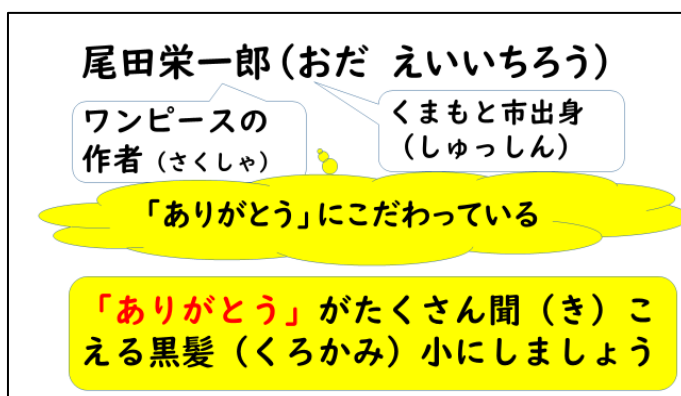 尾田栄一郎（おだ えいいちろう）
ワンピースの
作者（さくしゃ）
くまもと市出身
（しゅっしん）
「ありがとう」にこだわっている
「ありがとう」がたくさん聞（き）こ
える黒髪（くろかみ）小にしましょう